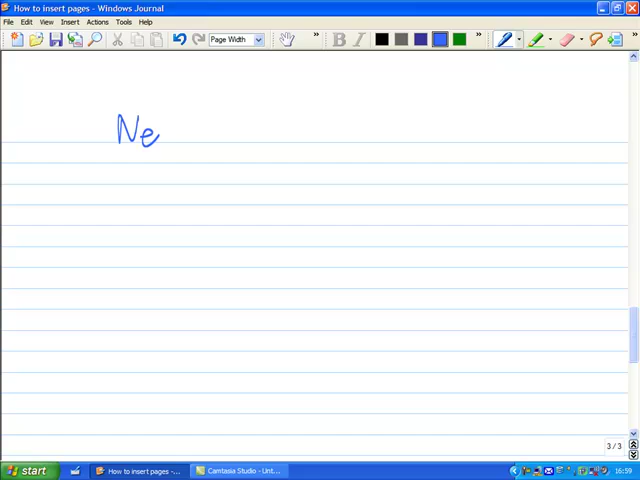 How to insert pages - Windows Journal
File Edit View Insert Actions Tools Help
Page Width
B I
Ne
3 / 3
start How to insert pages -... Camtasia Studio - Unt... 16:59